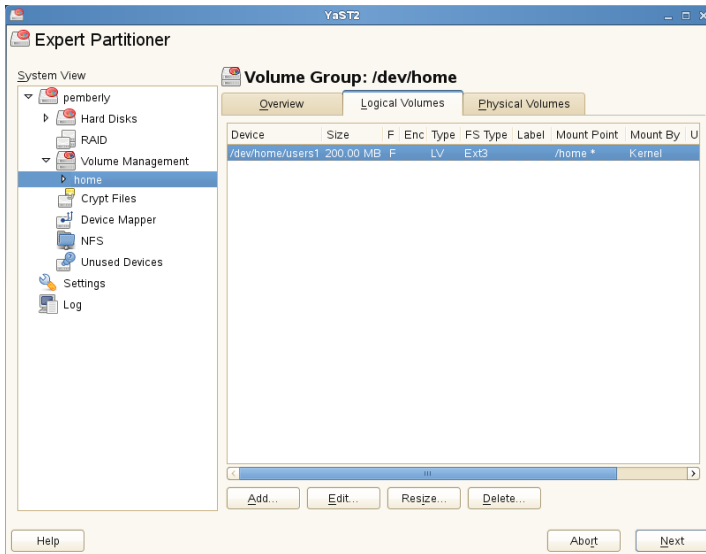 YaST2
Expert Partitioner
System View
pemberly
Hard Disks
RAID
Volume Management
home
Crypt Files
Device Mapper
NFS
Unused Devices
Settings
Log
Volume Group: /dev/home
Overview Logical Volumes Physical Volumes
Device Size F Enc Type FS Type Label Mount Point Mount By U
/dev/home/users1 200.00 MB F LV Ext3 /home * Kernel
Add... Edit... Resize... Delete...
Help Abort Next